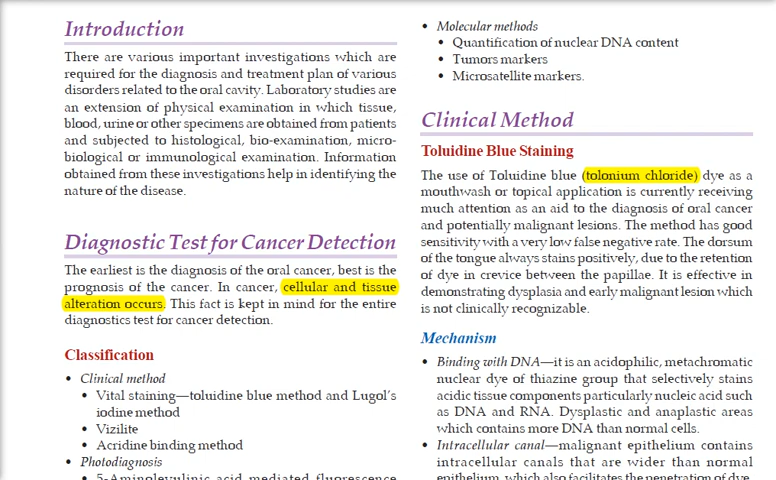 Introduction
There are various important investigations which are
required for the diagnosis and treatment plan of various
disorders related to the oral cavity. Laboratory studies are
an extension of physical examination in which tissue,
blood, urine or other specimens are obtained from patients
and subjected to histological, bio-examination, micro-
biological or immunological examination. Information
obtained from these investigations help in identifying the
nature of the disease.
Diagnostic Test for Cancer Detection
The earliest is the diagnosis of the oral cancer, best is the
prognosis of the cancer. In cancer, cellular and tissue
alteration occurs. This fact is kept in mind for the entire
diagnostics test for cancer detection.
Classification
• Clinical method
• Vital staining—toluidine blue method and Lugol's
iodine method
• Vizilite
• Acridine binding method
• Photodiagnosis
• 5-Aminolevulinic acid mediated fluorescence
• Molecular methods
• Quantification of nuclear DNA content
• Tumors markers
• Microsatellite markers.
Clinical Method
Toluidine Blue Staining
The use of Toluidine blue (tolonium chloride) dye as a
mouthwash or topical application is currently receiving
much attention as an aid to the diagnosis of oral cancer
and potentially malignant lesions. The method has good
sensitivity with a very low false negative rate. The dorsum
of the tongue always stains positively, due to the retention
of dye in crevice between the papillae. It is effective in
demonstrating dysplasia and early malignant lesion which
is not clinically recognizable.
Mechanism
• Binding with DNA—it is an acidophilic, metachromatic
nuclear dye of thiazine group that selectively stains
acidic tissue components particularly nucleic acid such
as DNA and RNA. Dysplastic and anaplastic areas
which contains more DNA than normal cells.
• Intracellular canal—malignant epithelium contains
intracellular canals that are wider than normal
epithelium, which also facilitates the penetration of dye.